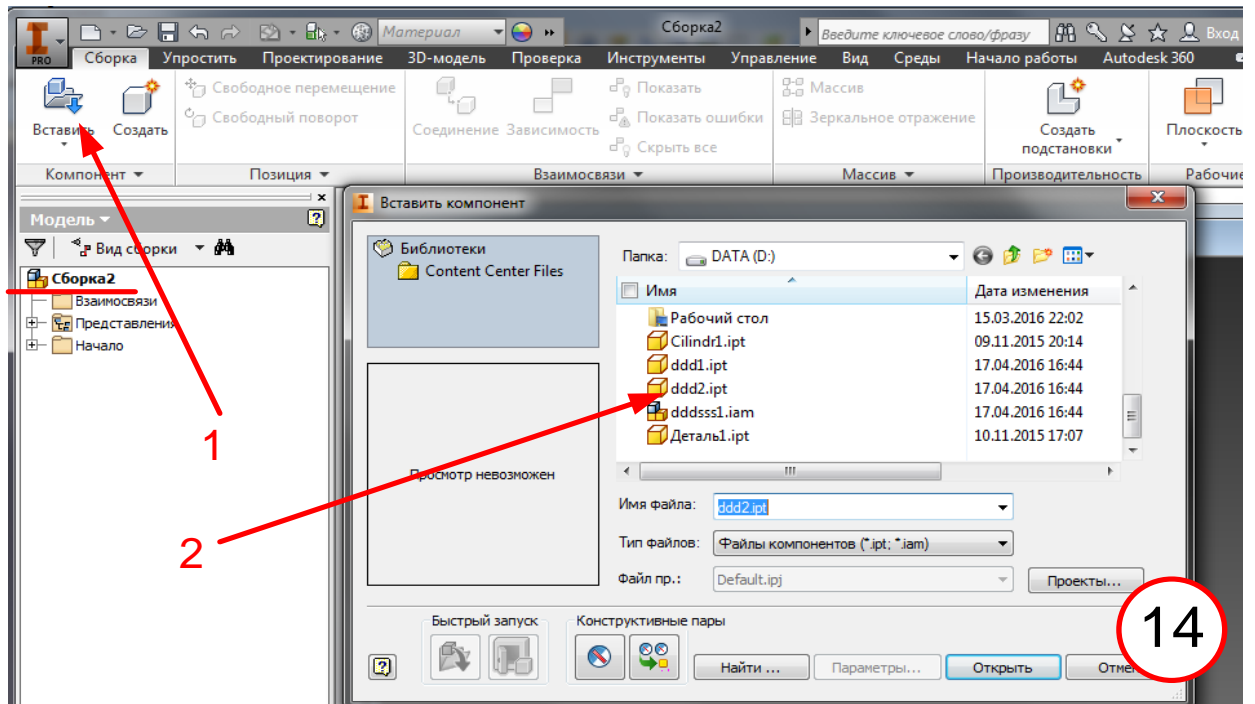 Материал
Сборка2
Введите ключевое слово/фразу
Вход
PRO
Сборка Упростить Проектирование 3D-модель Проверка Инструменты Управление Вид Среды Начало работы Autodesk 360
Вставить
Создать
Свободное перемещение
Свободный поворот
Соединение Зависимость
Показать
Показать ошибки
Скрыть все
Массив
Зеркальное отражение
Создать
подстановки
Плоскость
Компонент Позиция Взаимосвязи Массив Производительность Рабочие
Модель
Вид сборки
Сборка2
Взаимосвязи
Представления
Начало
1
2
Вставить компонент
Библиотеки
Content Center Files
Просмотр невозможен
Папка: DATA (D:)
Имя Дата изменения
Рабочий стол 15.03.2016 22:02
Cilindr1.ipt 09.11.2015 20:14
ddd1.ipt 17.04.2016 16:44
ddd2.ipt 17.04.2016 16:44
dddsss1.iam 17.04.2016 16:44
Деталь1.ipt 10.11.2015 17:07
Имя файла: ddd2.ipt
Тип файлов: Файлы компонентов (*.ipt; *.iam)
Файл пр.: Default.ipj
Проекты...
Быстрый запуск
Конструктивные пары
Найти ... Параметры... Открыть
14